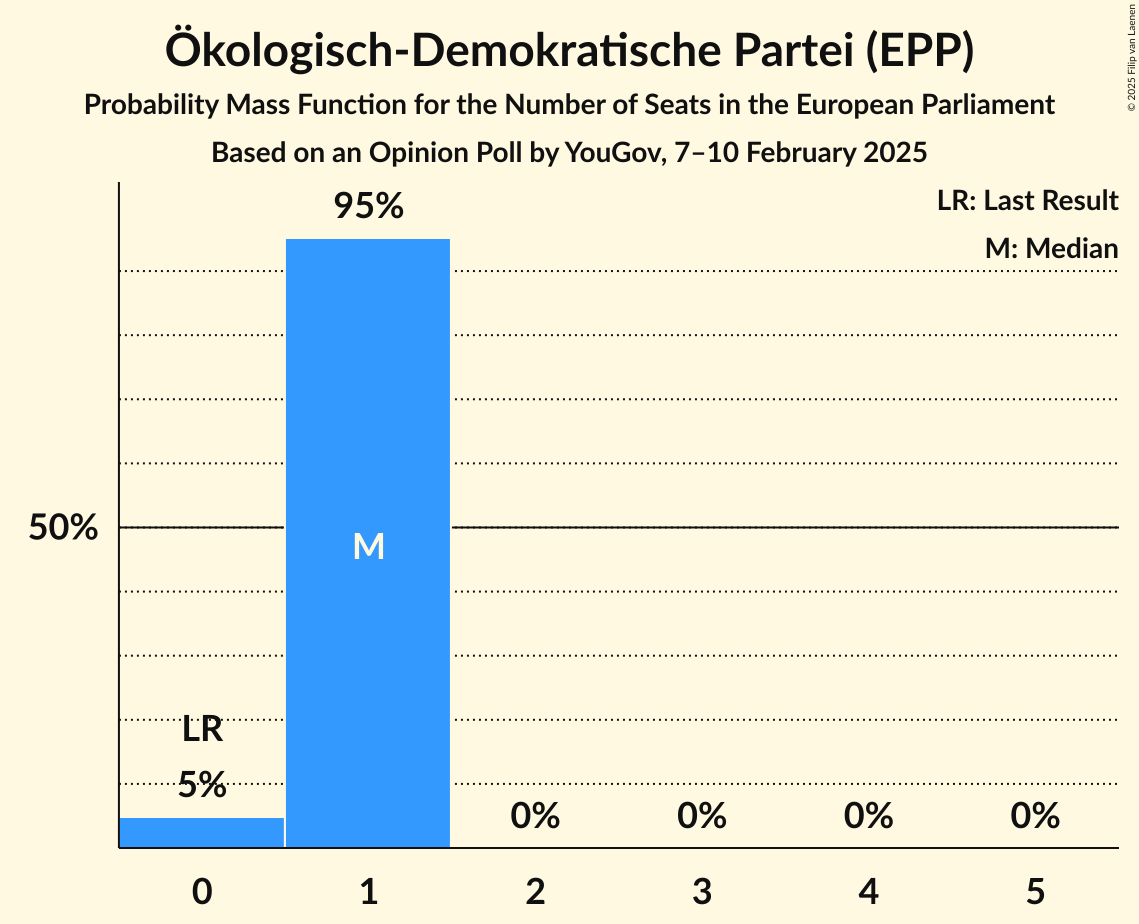 Ökologisch-Demokratische Partei (EPP)
Probability Mass Function for the Number of Seats in the European Parliament
Based on an Opinion Poll by YouGov, 7–10 February 2025
© 2025 Filip van Laenen
LR: Last Result
M: Median
95%
50%
M
LR
5%
0%
0%
0%
0%
0
1
2
3
4
5